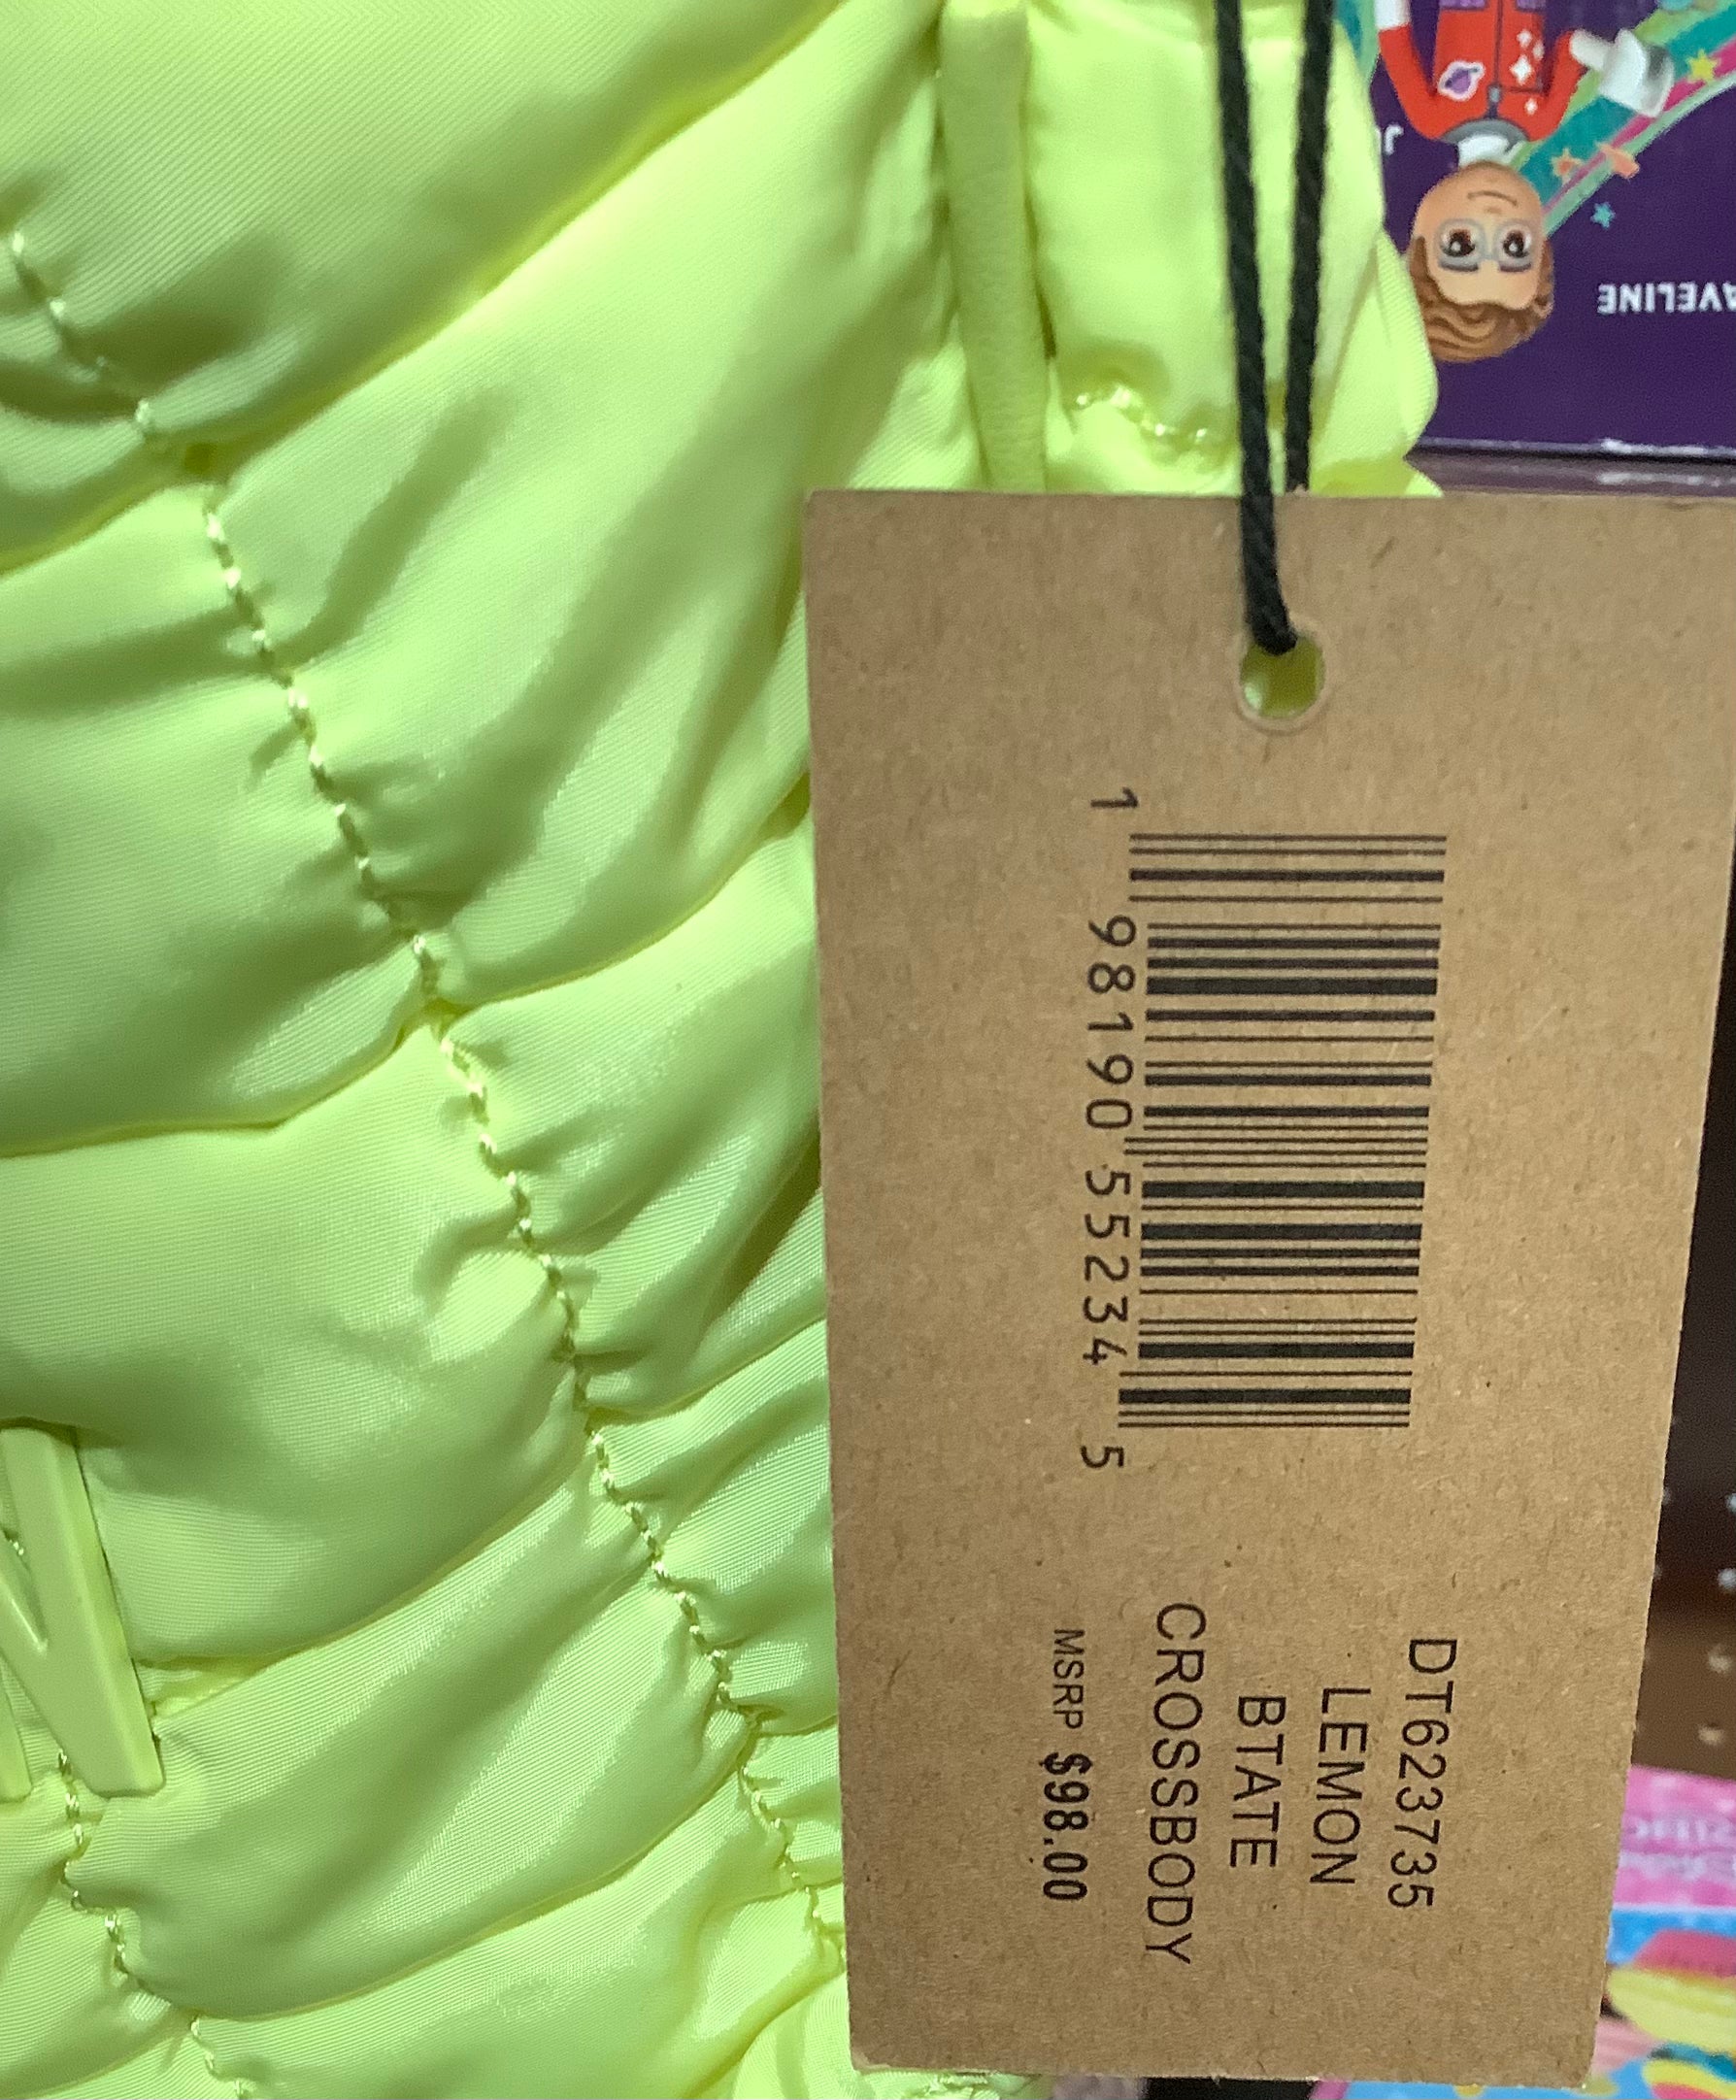 1 98190 55234 5
DT623735
LEMON
BTATE
CROSSBODY
MSRP $98.00
N
AVELINE